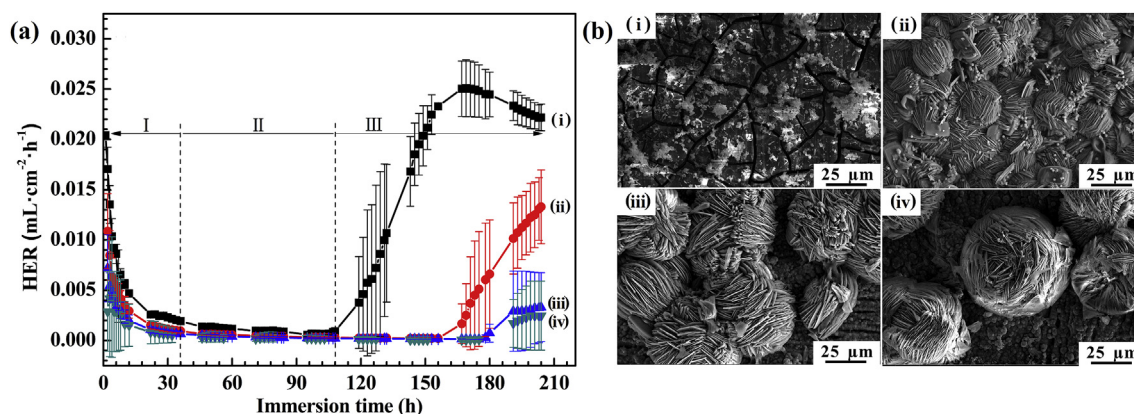 (a)
HER (mL·cm⁻²·h⁻¹)
0.030
0.025
0.020
0.015
0.010
0.005
0.000
I
II
III
(i)
(ii)
(iii)
(iv)
0 30 60 90 120 150 180 210
Immersion time (h)
(b)
(i)
25 µm
(ii)
25 µm
(iii)
25 µm
(iv)
25 µm